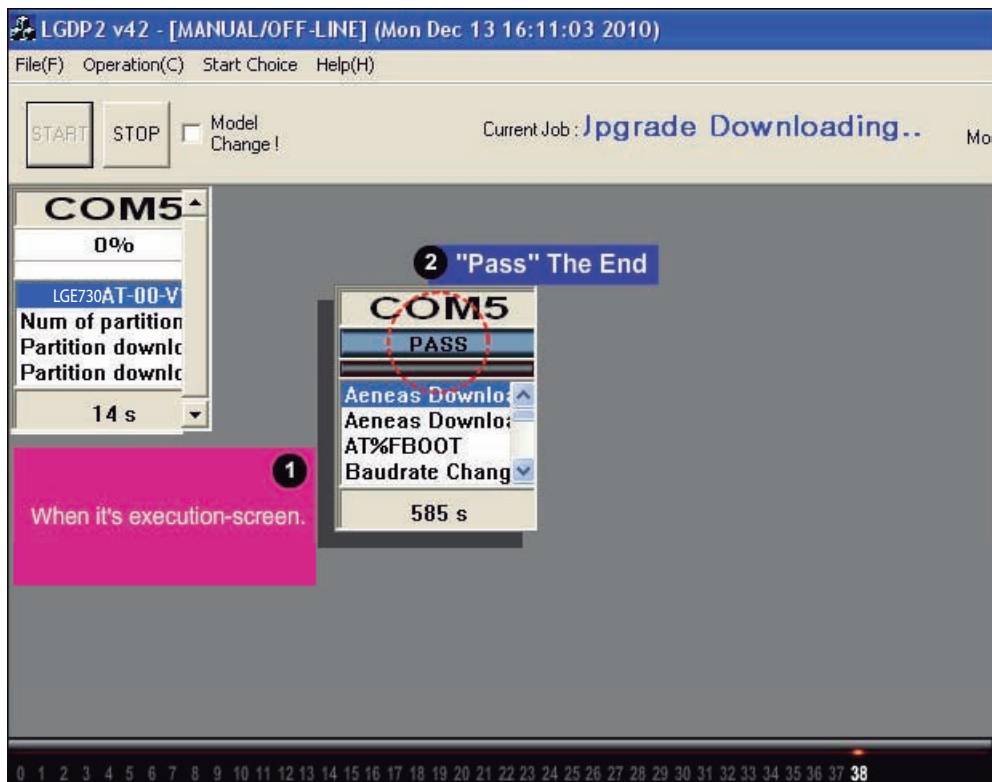 LGDP2 v42 - [MANUAL/OFF-LINE] (Mon Dec 13 16:11:03 2010)
File(F) Operation(C) Start Choice Help(H)
START STOP Model
Change !
Current Job : Jpgrade Downloading..
Mo
COM5
0%
LGE730AT-00-V
Num of partition
Partition downlo
Partition downlo
14 s
1
When it's execution-screen.
2 "Pass" The End
COM5
PASS
Aeneas Downloa
Aeneas Downloa
AT%FBOOT
Baudrate Chang
585 s
0 1 2 3 4 5 6 7 8 9 10 11 12 13 14 15 16 17 18 19 20 21 22 23 24 25 26 27 28 29 30 31 32 33 34 35 36 37 38